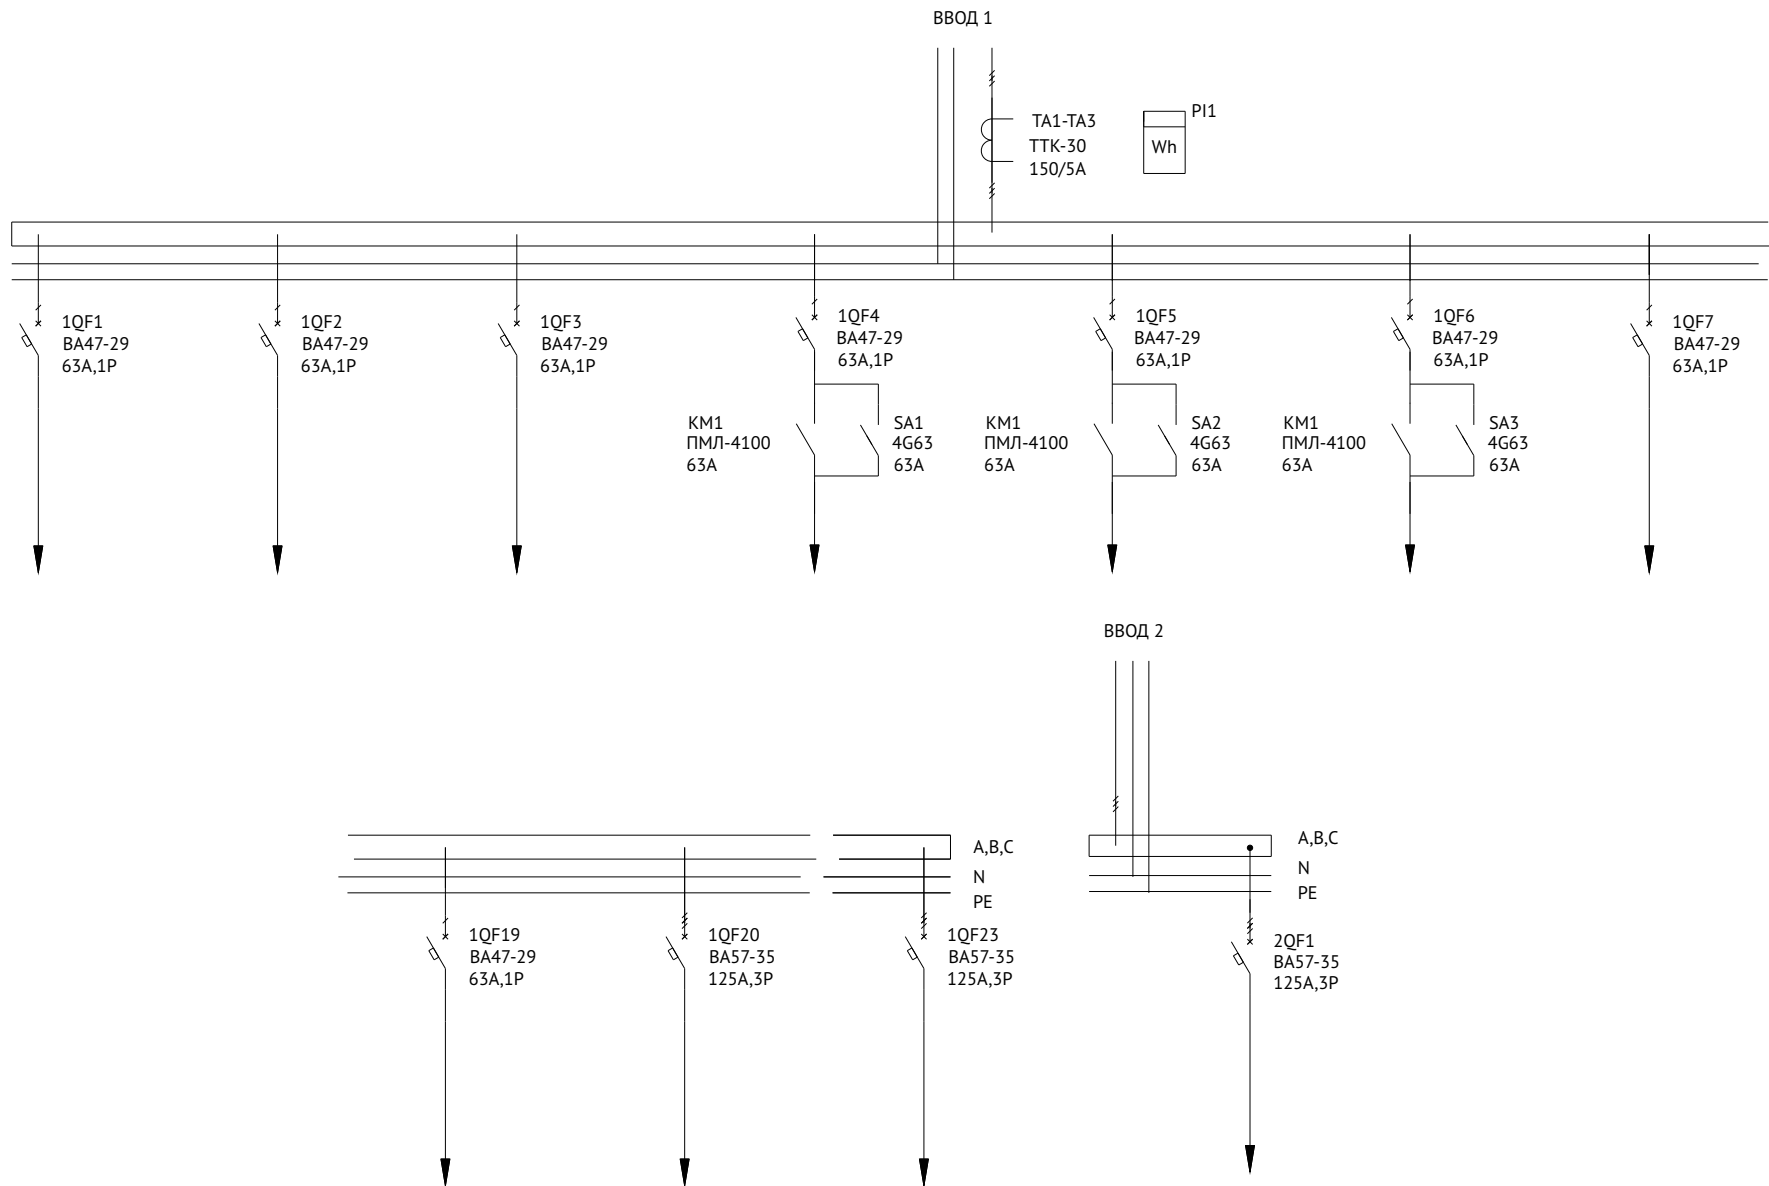 ВВОД 1
TA1-TA3
ТТК-30
150/5А
PI1
Wh
1QF1
ВА47-29
63А,1Р
1QF2
ВА47-29
63А,1Р
1QF3
ВА47-29
63А,1Р
1QF4
ВА47-29
63А,1Р
1QF5
ВА47-29
63А,1Р
1QF6
ВА47-29
63А,1Р
1QF7
ВА47-29
63А,1Р
КМ1
ПМЛ-4100
63А
SA1
4G63
63А
КМ1
ПМЛ-4100
63А
SA2
4G63
63А
КМ1
ПМЛ-4100
63А
SA3
4G63
63А
ВВОД 2
A,B,C
N
PE
A,B,C
N
PE
1QF19
ВА47-29
63А,1Р
1QF20
ВА57-35
125А,3Р
1QF23
ВА57-35
125А,3Р
2QF1
ВА57-35
125А,3Р